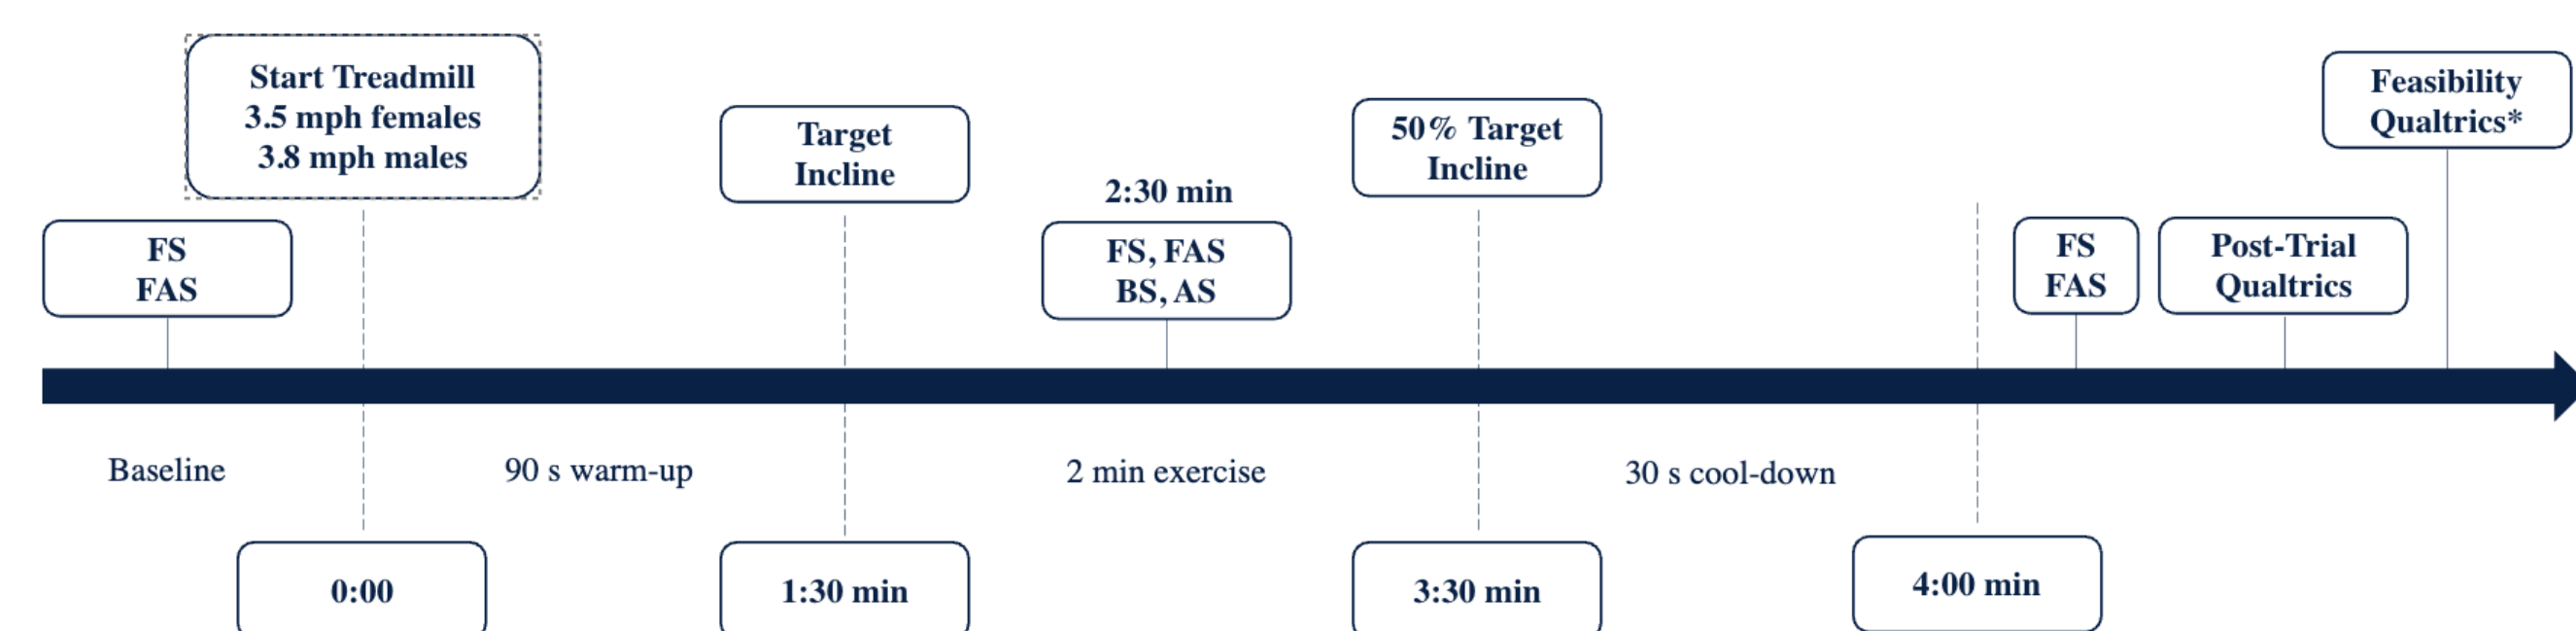 Start Treadmill
3.5 mph females
3.8 mph males
Target
Incline
50% Target
Incline
Feasibility
Qualtrics*
2:30 min
FS
FAS
FS, FAS
BS, AS
FS
FAS
Post-Trial
Qualtrics
Baseline
90 s warm-up
2 min exercise
30 s cool-down
0:00
1:30 min
3:30 min
4:00 min